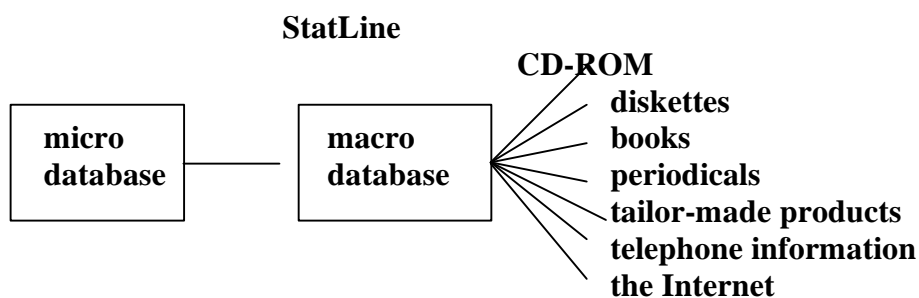 StatLine
CD-ROM
diskettes
books
periodicals
tailor-made products
telephone information
the Internet
micro
database
macro
database